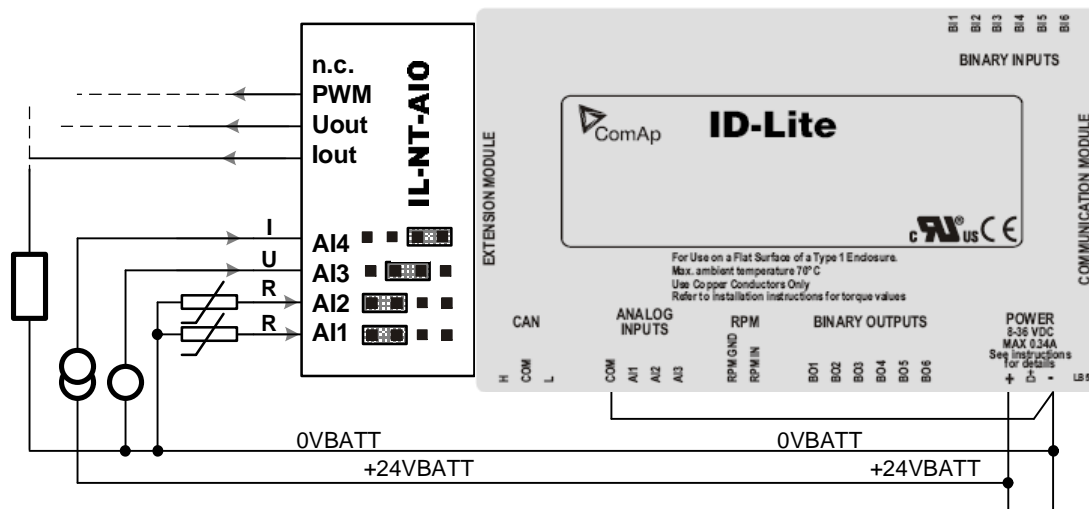 n.c.
PWM
Uout
Iout
IL-NT-AIO
I
AI4
U
AI3
R
AI2
R
AI1
BI1
BI2
BI3
BI4
BI5
BI6
BINARY INPUTS
EXTENSION MODULE
COMMUNICATION MODULE
ComAp
ID-Lite
c RU ® US CE
For Use on a Flat Surface of a Type 1 Enclosure.
Max. ambient temperature 70°C
Use Copper Conductors Only
Refer to installation instructions for torque values
CAN
ANALOG
INPUTS
RPM
BINARY OUTPUTS
POWER
8-36 VDC
MAX 0.34A
See instructions
for details
H
COM
L
COM
AI1
AI2
AI3
RPM GND
RPM IN
BO1
BO2
BO3
BO4
BO5
BO6
+
D+
-
0VBATT
0VBATT
+24VBATT
+24VBATT